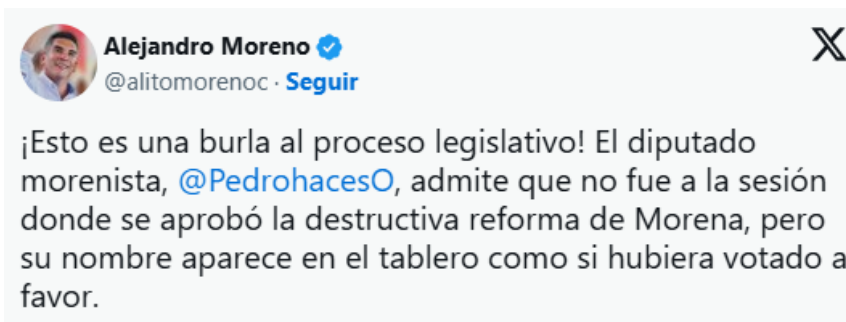 Alejandro Moreno
@alitomorenoc · Seguir
¡Esto es una burla al proceso legislativo! El diputado
morenista, @PedrohacesO, admite que no fue a la sesión
donde se aprobó la destructiva reforma de Morena, pero
su nombre aparece en el tablero como si hubiera votado a
favor.